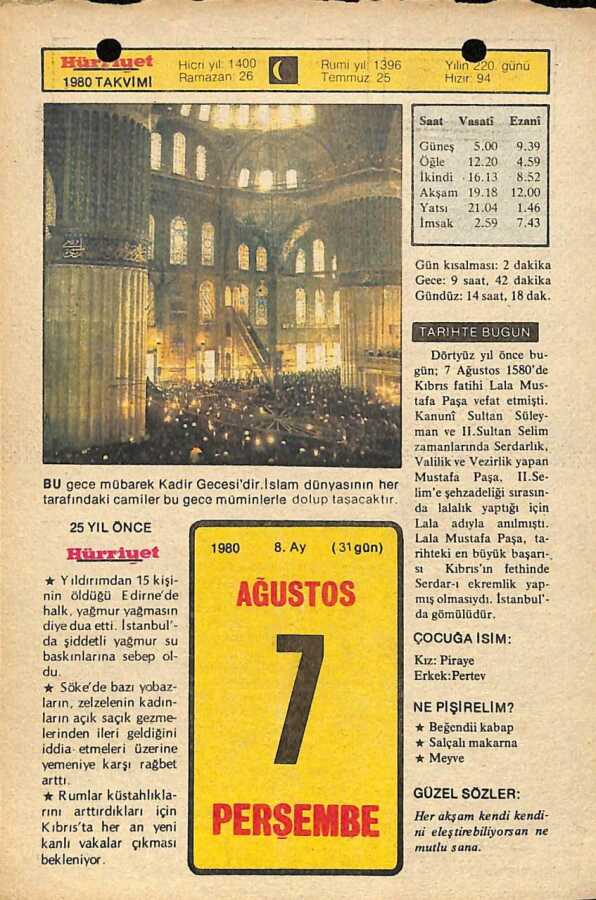 Hürriyet
1980 TAKVİMİ
Hicri yıl: 1400
Ramazan: 26
Rumi yıl: 1396
Temmuz: 25
Yılın 220. günü
Hızır: 94
Saat Vasatî Ezanî
Güneş 5.00 9.39
Öğle 12.20 4.59
İkindi 16.13 8.52
Akşam 19.18 12.00
Yatsı 21.04 1.46
İmsak 2.59 7.43
Gün kısalması: 2 dakika
Gece: 9 saat, 42 dakika
Gündüz: 14 saat, 18 dak.
TARİHTE BUGÜN
Dörtyüz yıl önce bu-
gün; 7 Ağustos 1580'de
Kıbrıs fatihi Lala Mus-
tafa Paşa vefat etmişti.
Kanunî Sultan Süley-
man ve II.Sultan Selim
zamanlarında Serdarlık,
Valilik ve Vezirlik yapan
Mustafa Paşa, II.Se-
lim'e şehzadeliği sırasın-
da lalalık yaptığı için
Lala adıyla anılmıştı.
Lala Mustafa Paşa, ta-
rihteki en büyük başarı-
sı Kıbrıs'ın fethinde
Serdar-ı ekremlik yap-
mış olmasıydı. İstanbul'-
da gömülüdür.
ÇOCUĞA İSİM:
Kız: Piraye
Erkek:Pertev
NE PİŞİRELİM?
★ Beğendili kabap
★ Salçalı makarna
★ Meyve
GÜZEL SÖZLER:
Her akşam kendi kendi-
ni eleştirebiliyorsan ne
mutlu sana.
BU gece mübarek Kadir Gecesi'dir.İslam dünyasının her
tarafındaki camiler bu gece müminlerle dolup taşacaktır.
25 YIL ÖNCE
Hürriyet
★ Yıldırımdan 15 kişi-
nin öldüğü Edirne'de
halk, yağmur yağmasın
diye dua etti. İstanbul'-
da şiddetli yağmur su
baskınlarına sebep ol-
du.
★ Söke'de bazı yobaz-
ların, zelzelenin kadın-
ların açık saçık gezme-
lerinden ileri geldiğini
iddia etmeleri üzerine
yemeniye karşı rağbet
arttı.
★ Rumlar küstahlıkla-
rını arttırdıkları için
Kıbrıs'ta her an yeni
kanlı vakalar çıkması
bekleniyor.
1980 8. Ay (31 gün)
AĞUSTOS
7
PERŞEMBE